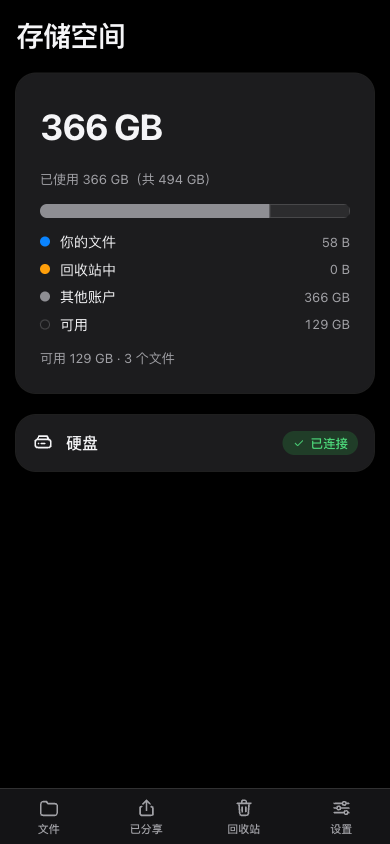 存储空间
366 GB
已使用 366 GB（共 494 GB）
你的文件 58 B
回收站中 0 B
其他账户 366 GB
可用 129 GB
可用 129 GB · 3 个文件
硬盘 已连接
文件 已分享 回收站 设置